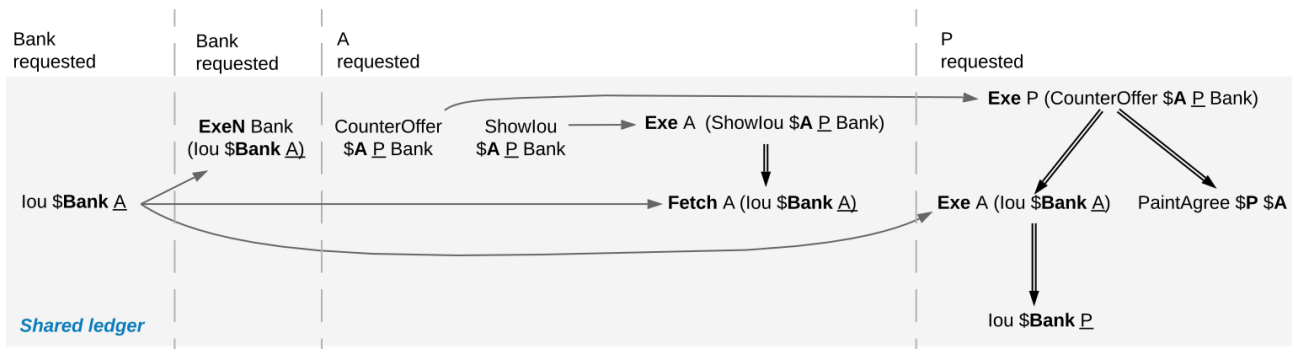 Bank
requested
Bank
requested
A
requested
P
requested
Exe P (CounterOffer $A P Bank)
ExeN Bank
(Iou $Bank A)
CounterOffer
$A P Bank
ShowIou
$A P Bank
Exe A (ShowIou $A P Bank)
Iou $Bank A
Fetch A (Iou $Bank A)
Exe A (Iou $Bank A)
PaintAgree $P $A
Iou $Bank P
Shared ledger